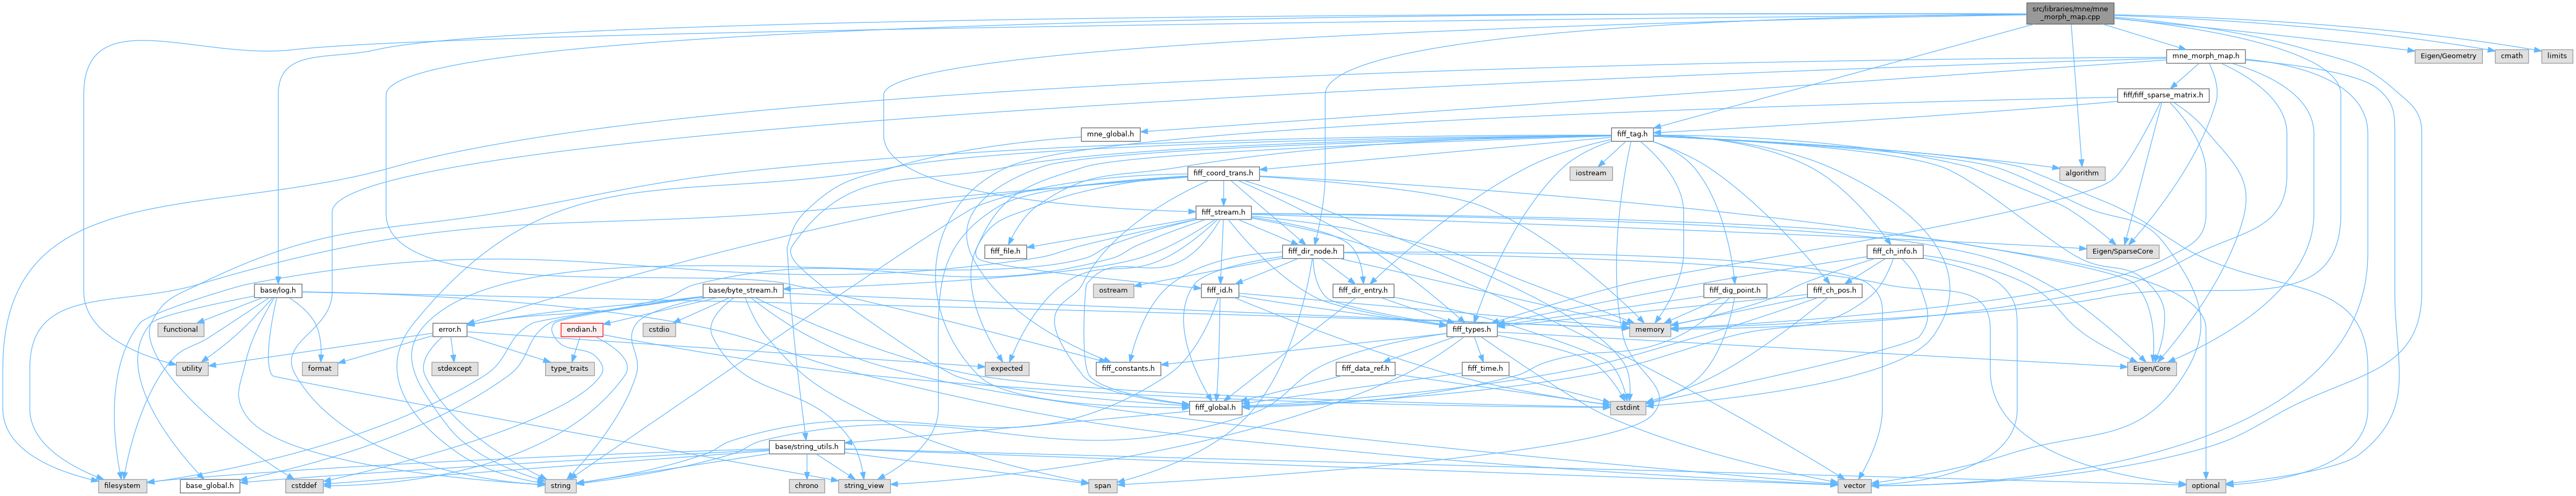 src/libraries/mne/mne
_morph_map.cpp
mne_morph_map.h
Eigen/Geometry
cmath
limits
fiff/fiff_sparse_matrix.h
mne_global.h
fiff_tag.h
fiff_coord_trans.h
iostream
algorithm
fiff_stream.h
fiff_file.h
fiff_dir_node.h
Eigen/SparseCore
fiff_ch_info.h
base/log.h
base/byte_stream.h
ostream
fiff_id.h
fiff_dir_entry.h
fiff_dig_point.h
fiff_ch_pos.h
functional
error.h
endian.h
cstdio
fiff_types.h
memory
utility
format
stdexcept
type_traits
expected
fiff_constants.h
fiff_data_ref.h
fiff_time.h
Eigen/Core
fiff_global.h
cstdint
base/string_utils.h
filesystem
base_global.h
cstddef
string
chrono
string_view
span
vector
optional